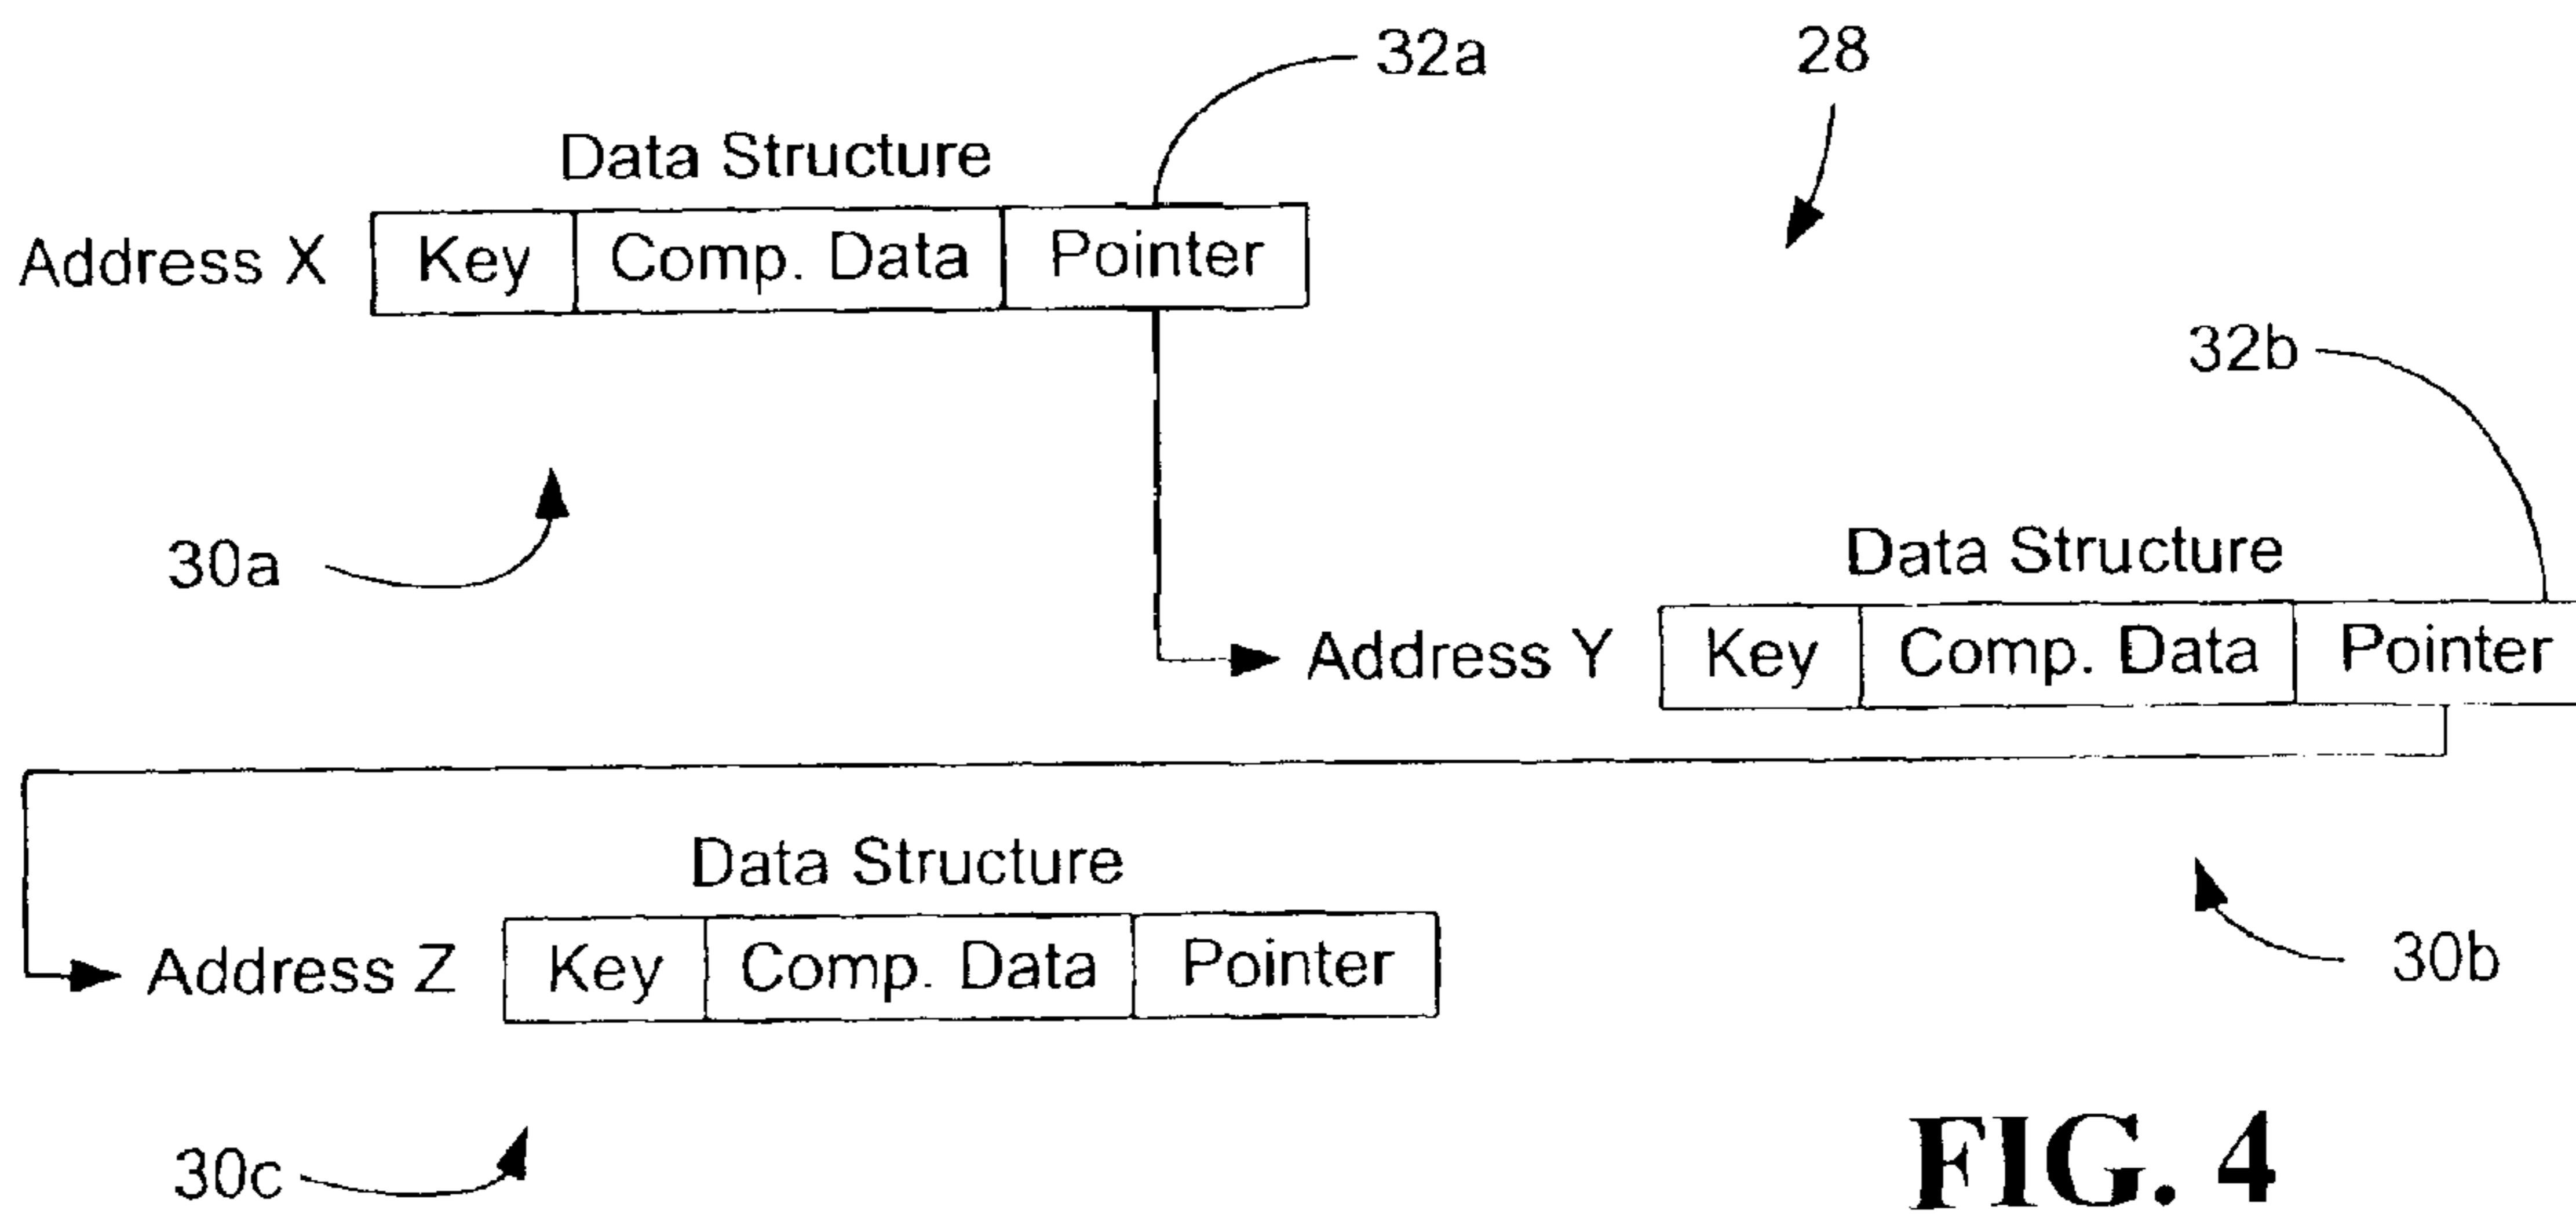 32a
28
Data Structure
Address X Key Comp. Data Pointer
32b
30a
Data Structure
Address Y Key Comp. Data Pointer
Data Structure
30b
Address Z Key Comp. Data Pointer
30c
FIG. 4